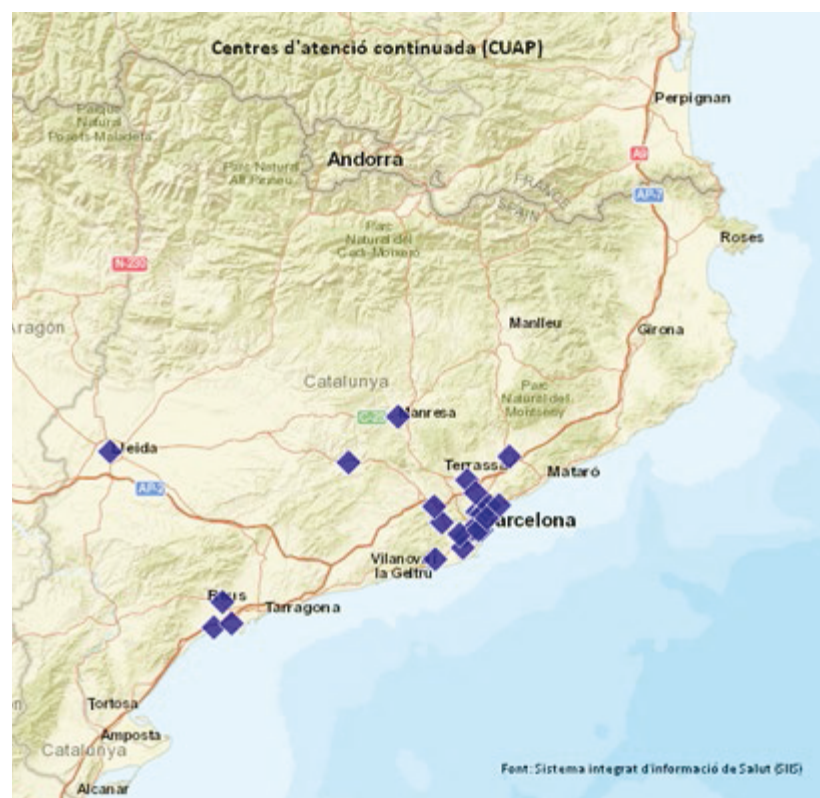 Centres d'atenció continuada (CUAP)
Perpignan
Parque
Natural
Posets-Maladeta
Andorra
Parc Natural
Alt Pirineu
A9
FRANCE
SPAIN
AP-7
Parc
Natural del
Cadí-Moixeró
Roses
N-230
Aragón
Manlleu
Girona
Catalunya
Parc
Natural del
Montseny
Manresa
Lleida
Terrassa
Mataró
AP-2
Barcelona
Vilanova
la Geltrú
Reus
Tarragona
Tortosa
Amposta
Catalunya
Font: Sistema integrat d'informació de Salut (SIIS)
Alcanar